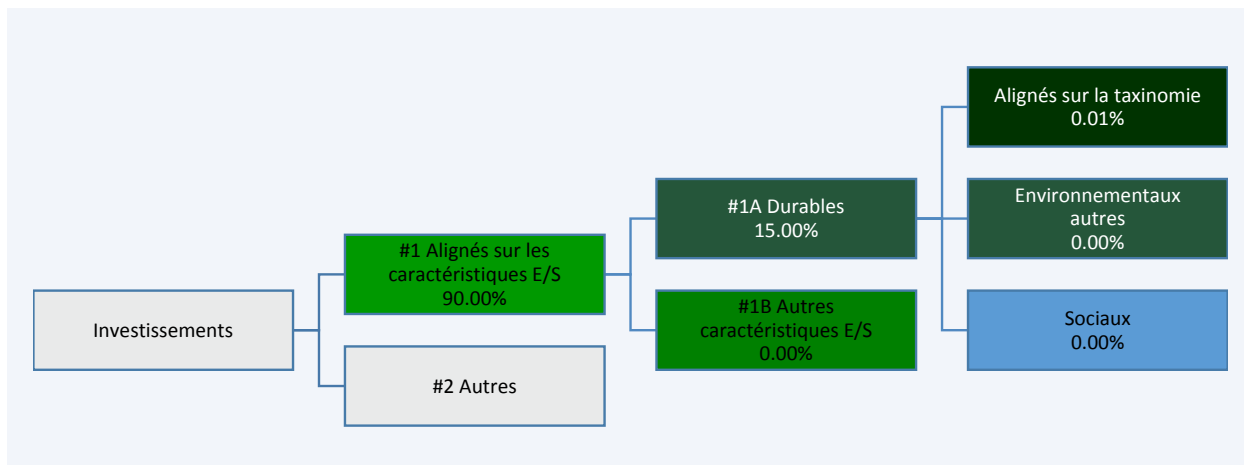 Investissements
#1 Alignés sur les
caractéristiques E/S
90.00%
#2 Autres
#1A Durables
15.00%
#1B Autres
caractéristiques E/S
0.00%
Alignés sur la taxinomie
0.01%
Environnementaux
autres
0.00%
Sociaux
0.00%